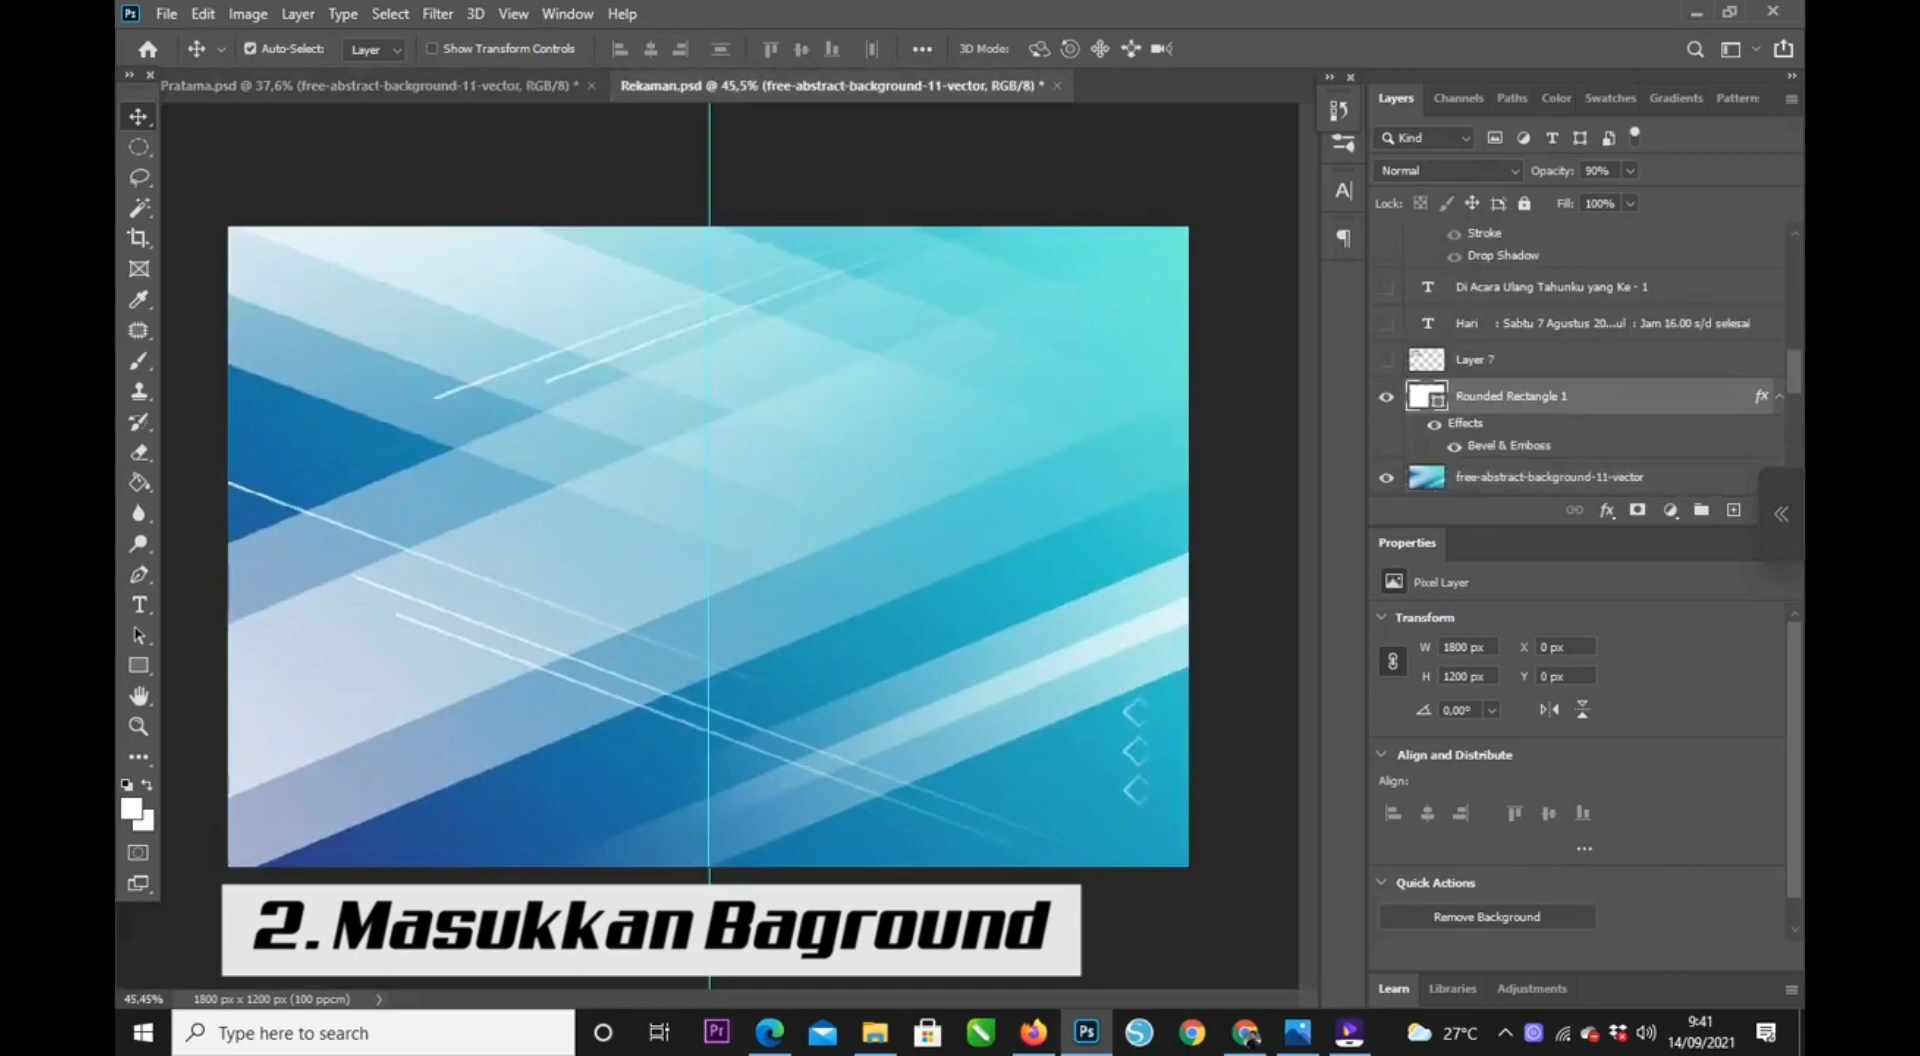 Ps File Edit Image Layer Type Select Filter 3D View Window Help
Auto-Select: Layer Show Transform Controls 3D Mode:
Pratama.psd @ 37,6% (free-abstract-background-11-vector, RGB/8) * Rekaman.psd @ 45,5% (free-abstract-background-11-vector, RGB/8) *
Layers Channels Paths Color Swatches Gradients Pattern
Kind
Normal Opacity: 90%
Lock: Fill: 100%
Stroke
Drop Shadow
Di Acara Ulang Tahunku yang Ke - 1
Hari : Sabtu 7 Agustus 20...ul : Jam 16.00 s/d selesai
Layer 7
Rounded Rectangle 1 fx
Effects
Bevel & Emboss
free-abstract-background-11-vector
fx
Properties
Pixel Layer
Transform
W 1800 px X 0 px
H 1200 px Y 0 px
0,00°
Align and Distribute
Align:
Quick Actions
Remove Background
2. Masukkan Baground
45,45% 1800 px x 1200 px (100 ppcm)
Learn Libraries Adjustments
Type here to search
Pr Ps
27°C
9:41
14/09/2021